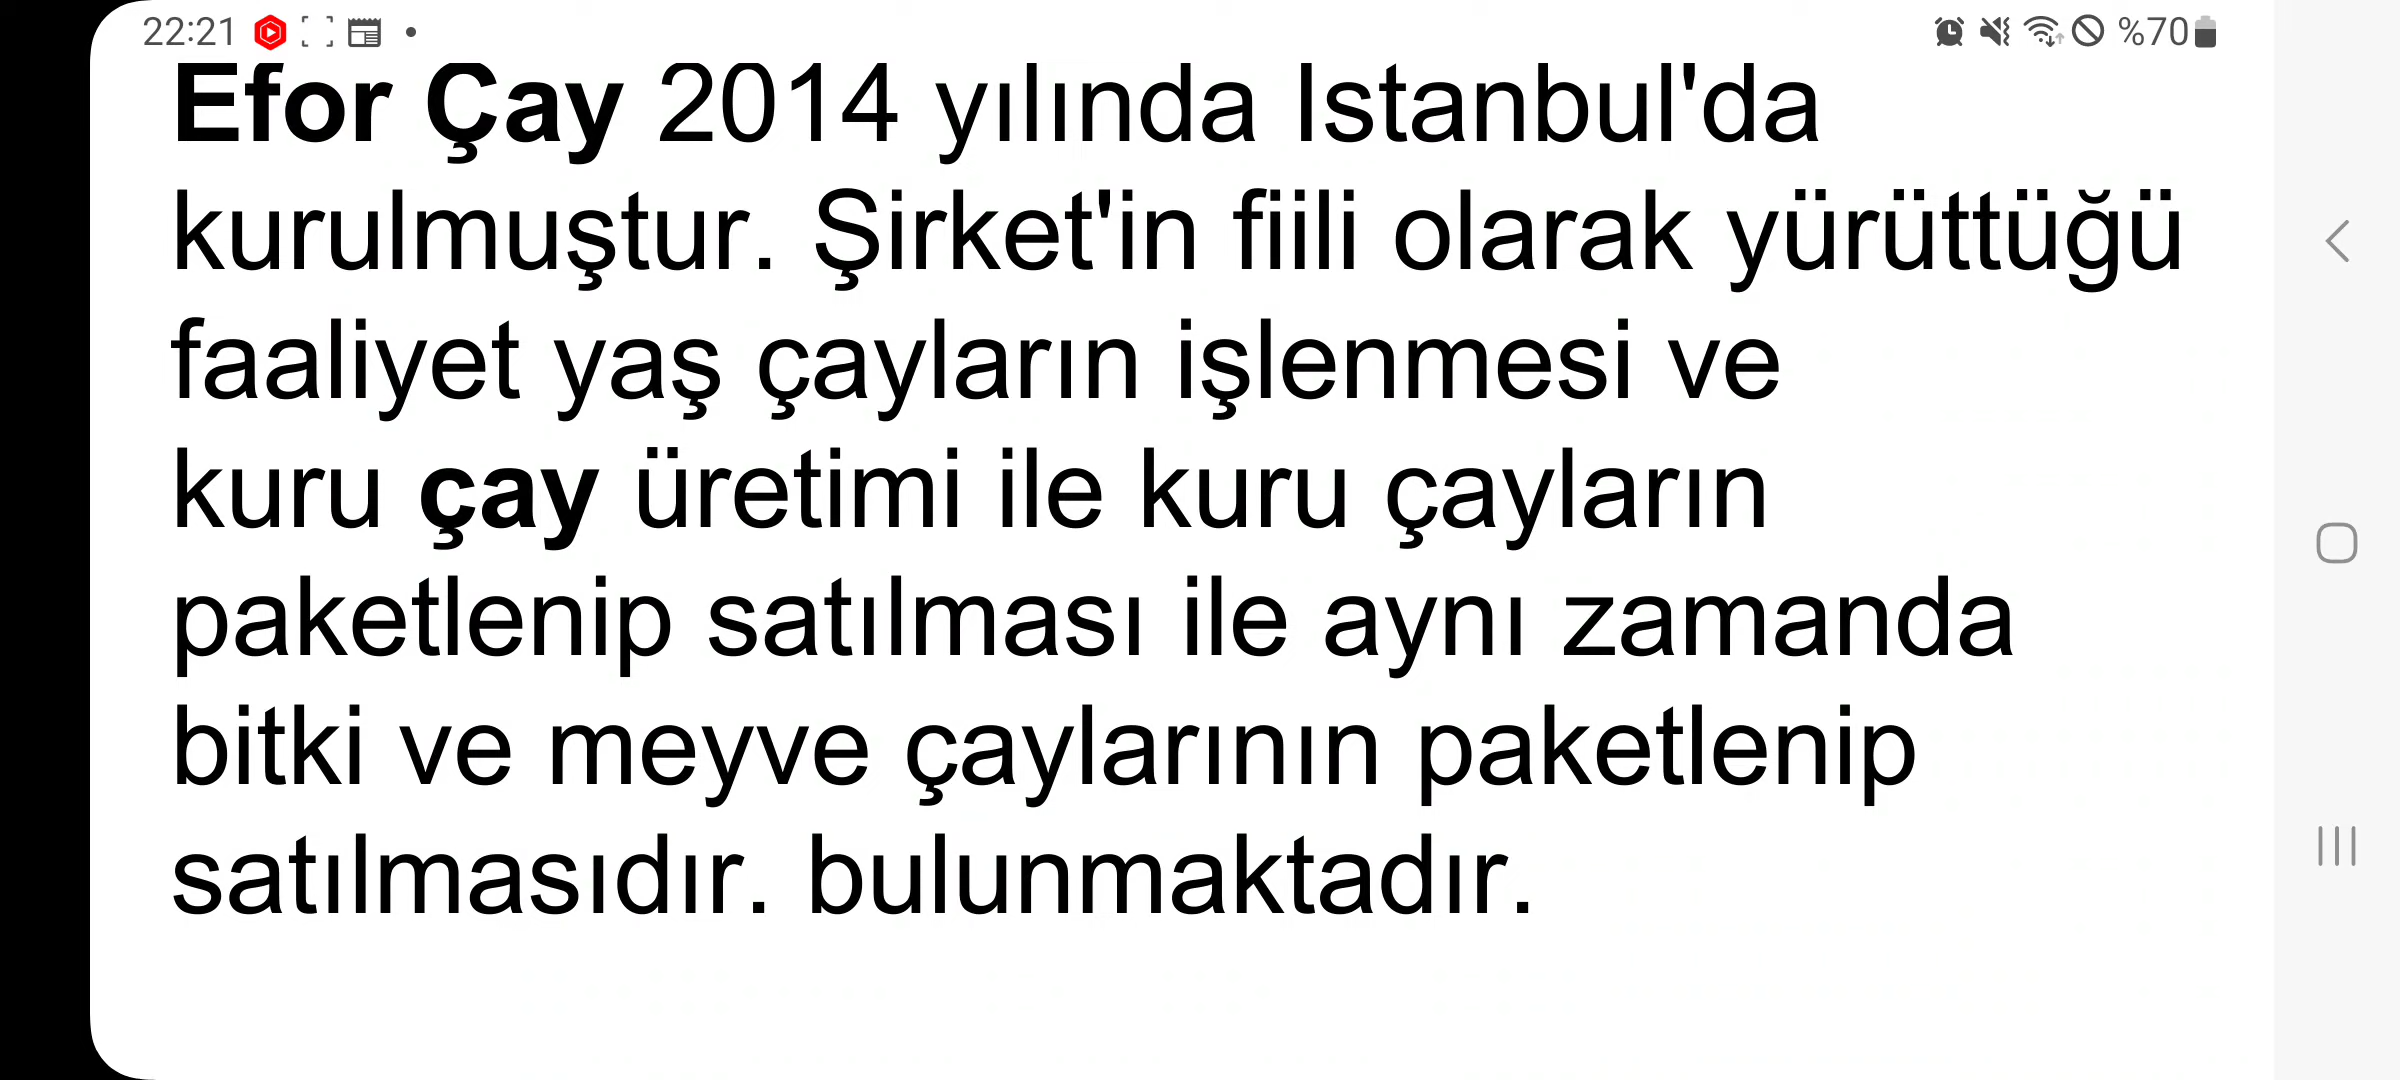 22:21 %70
Efor Çay 2014 yılında Istanbul'da
kurulmuştur. Şirket'in fiili olarak yürüttüğü
faaliyet yaş çayların işlenmesi ve
kuru çay üretimi ile kuru çayların
paketlenip satılması ile aynı zamanda
bitki ve meyve çaylarının paketlenip
satılmasıdır. bulunmaktadır.